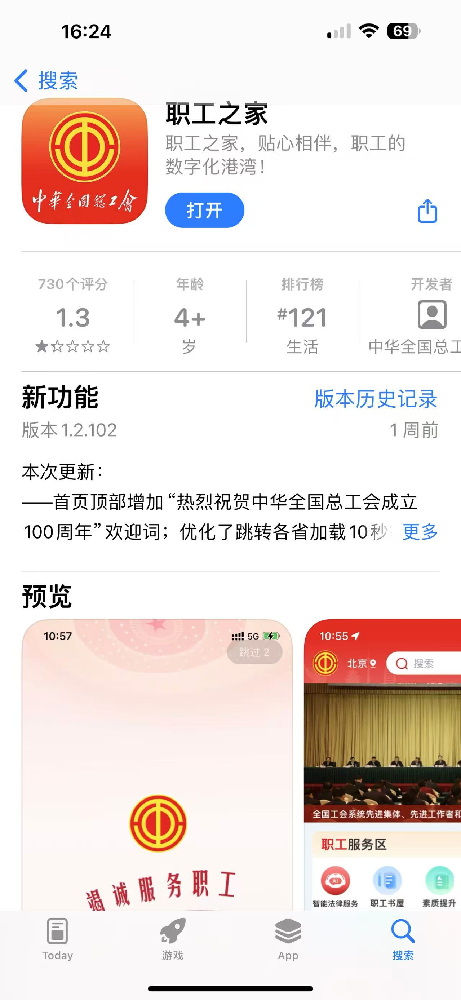 16:24
69
搜索
职工之家
职工之家，贴心相伴，职工的
数字化港湾！
中華全國總工會
打开
730个评分
1.3
年龄
4+
岁
排行榜
#121
生活
开发者
中华全国总工
新功能
版本历史记录
版本 1.2.102
1 周前
本次更新：
——首页顶部增加“热烈祝贺中华全国总工会成立
100周年”欢迎词；优化了跳转各省加载10秒
更多
预览
10:57
5G
跳过 2
竭诚服务职工
10:55
北京
搜索
全国工会系统先进集体、先进工作者和
职工服务区
AI
智能法律服务
职工书屋
素质提升
Today
游戏
App
搜索